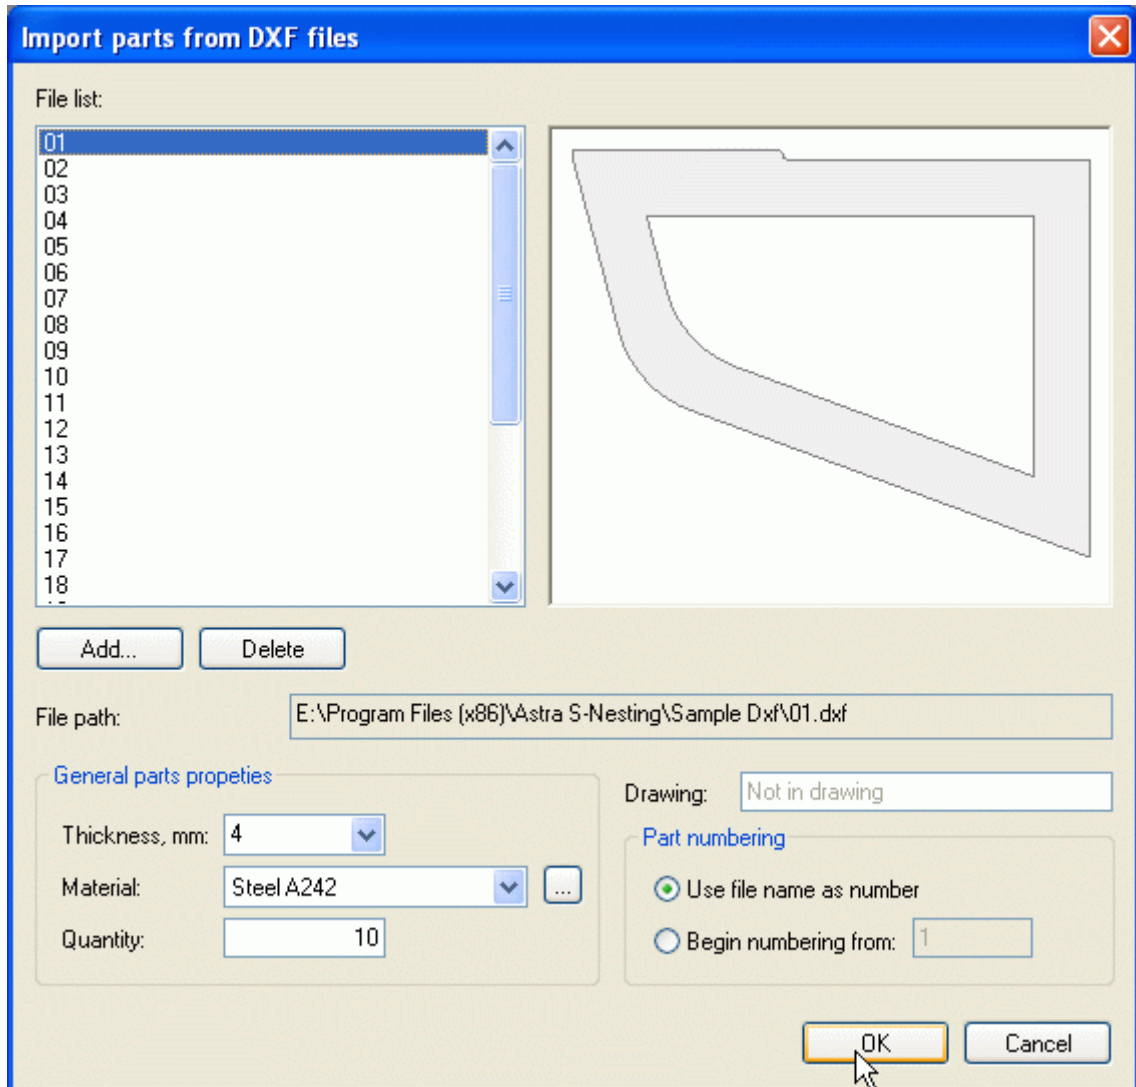 Import parts from DXF files
File list:
01
02
03
04
05
06
07
08
09
10
11
12
13
14
15
16
17
18
Add...
Delete
File path:
E:\Program Files (x86)\Astra S-Nesting\Sample Dxf\01.dxf
General parts propeties
Thickness, mm:
4
Material:
Steel A242
...
Quantity:
10
Drawing:
Not in drawing
Part numbering
Use file name as number
Begin numbering from:
1
OK
Cancel